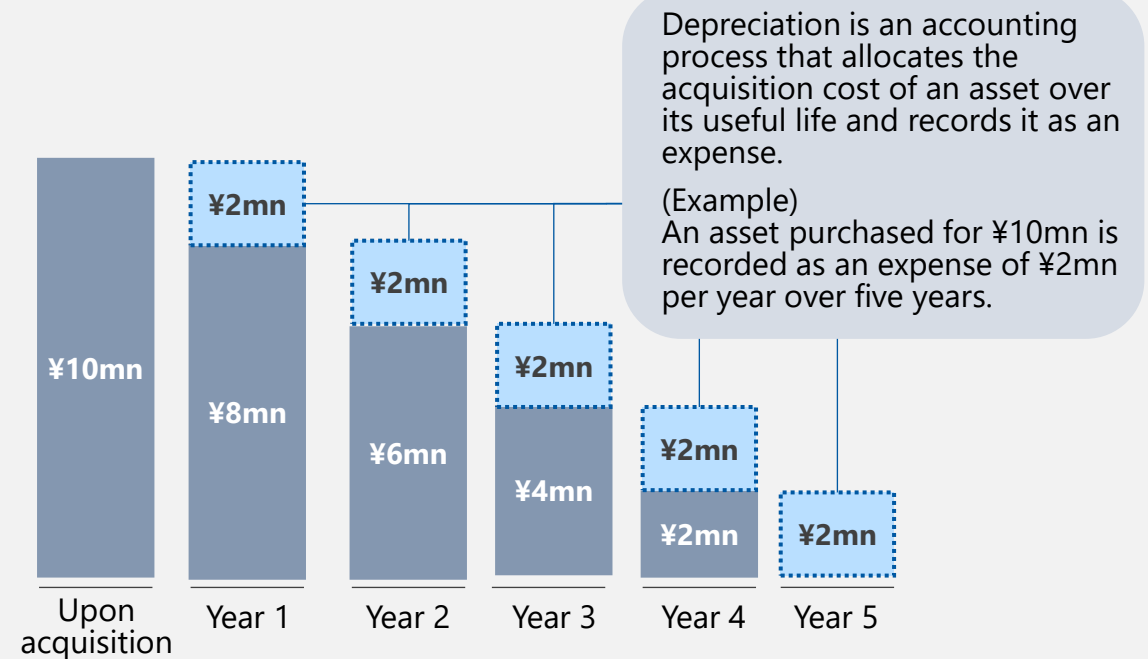 Depreciation is an accounting
process that allocates the
acquisition cost of an asset over
its useful life and records it as an
expense.
(Example)
An asset purchased for ¥10mn is
recorded as an expense of ¥2mn
per year over five years.
¥10mn
¥2mn
¥8mn
¥2mn
¥6mn
¥2mn
¥4mn
¥2mn
¥2mn
¥2mn
Upon
acquisition
Year 1
Year 2
Year 3
Year 4
Year 5